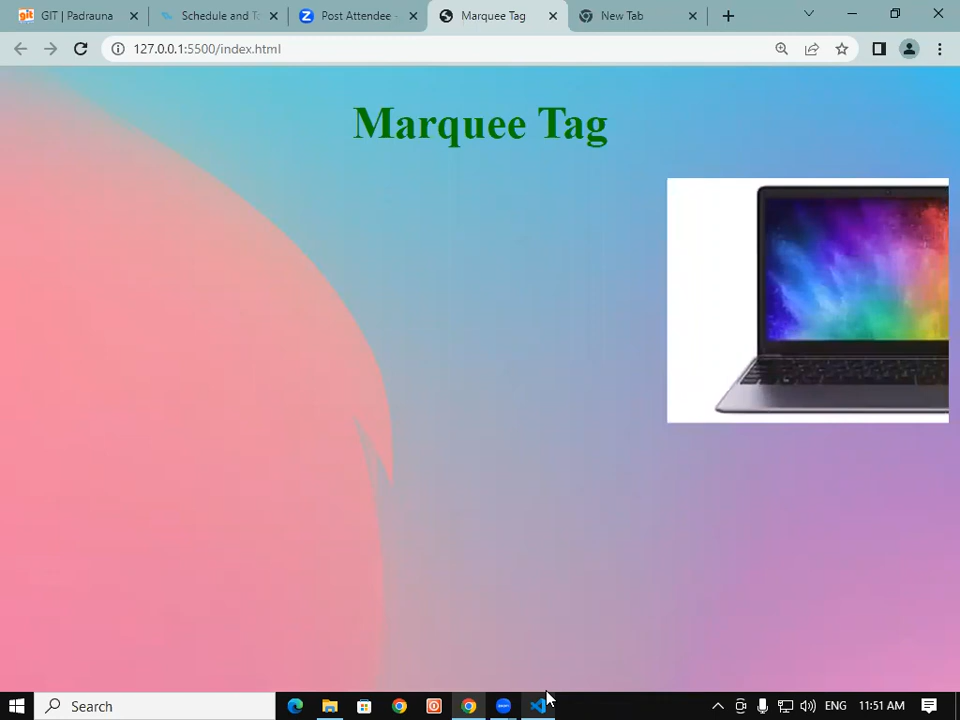 GIT | Padrauna
Schedule and To
Post Attendee -
Marquee Tag
New Tab
127.0.0.1:5500/index.html
Marquee Tag
Search
ENG
11:51 AM